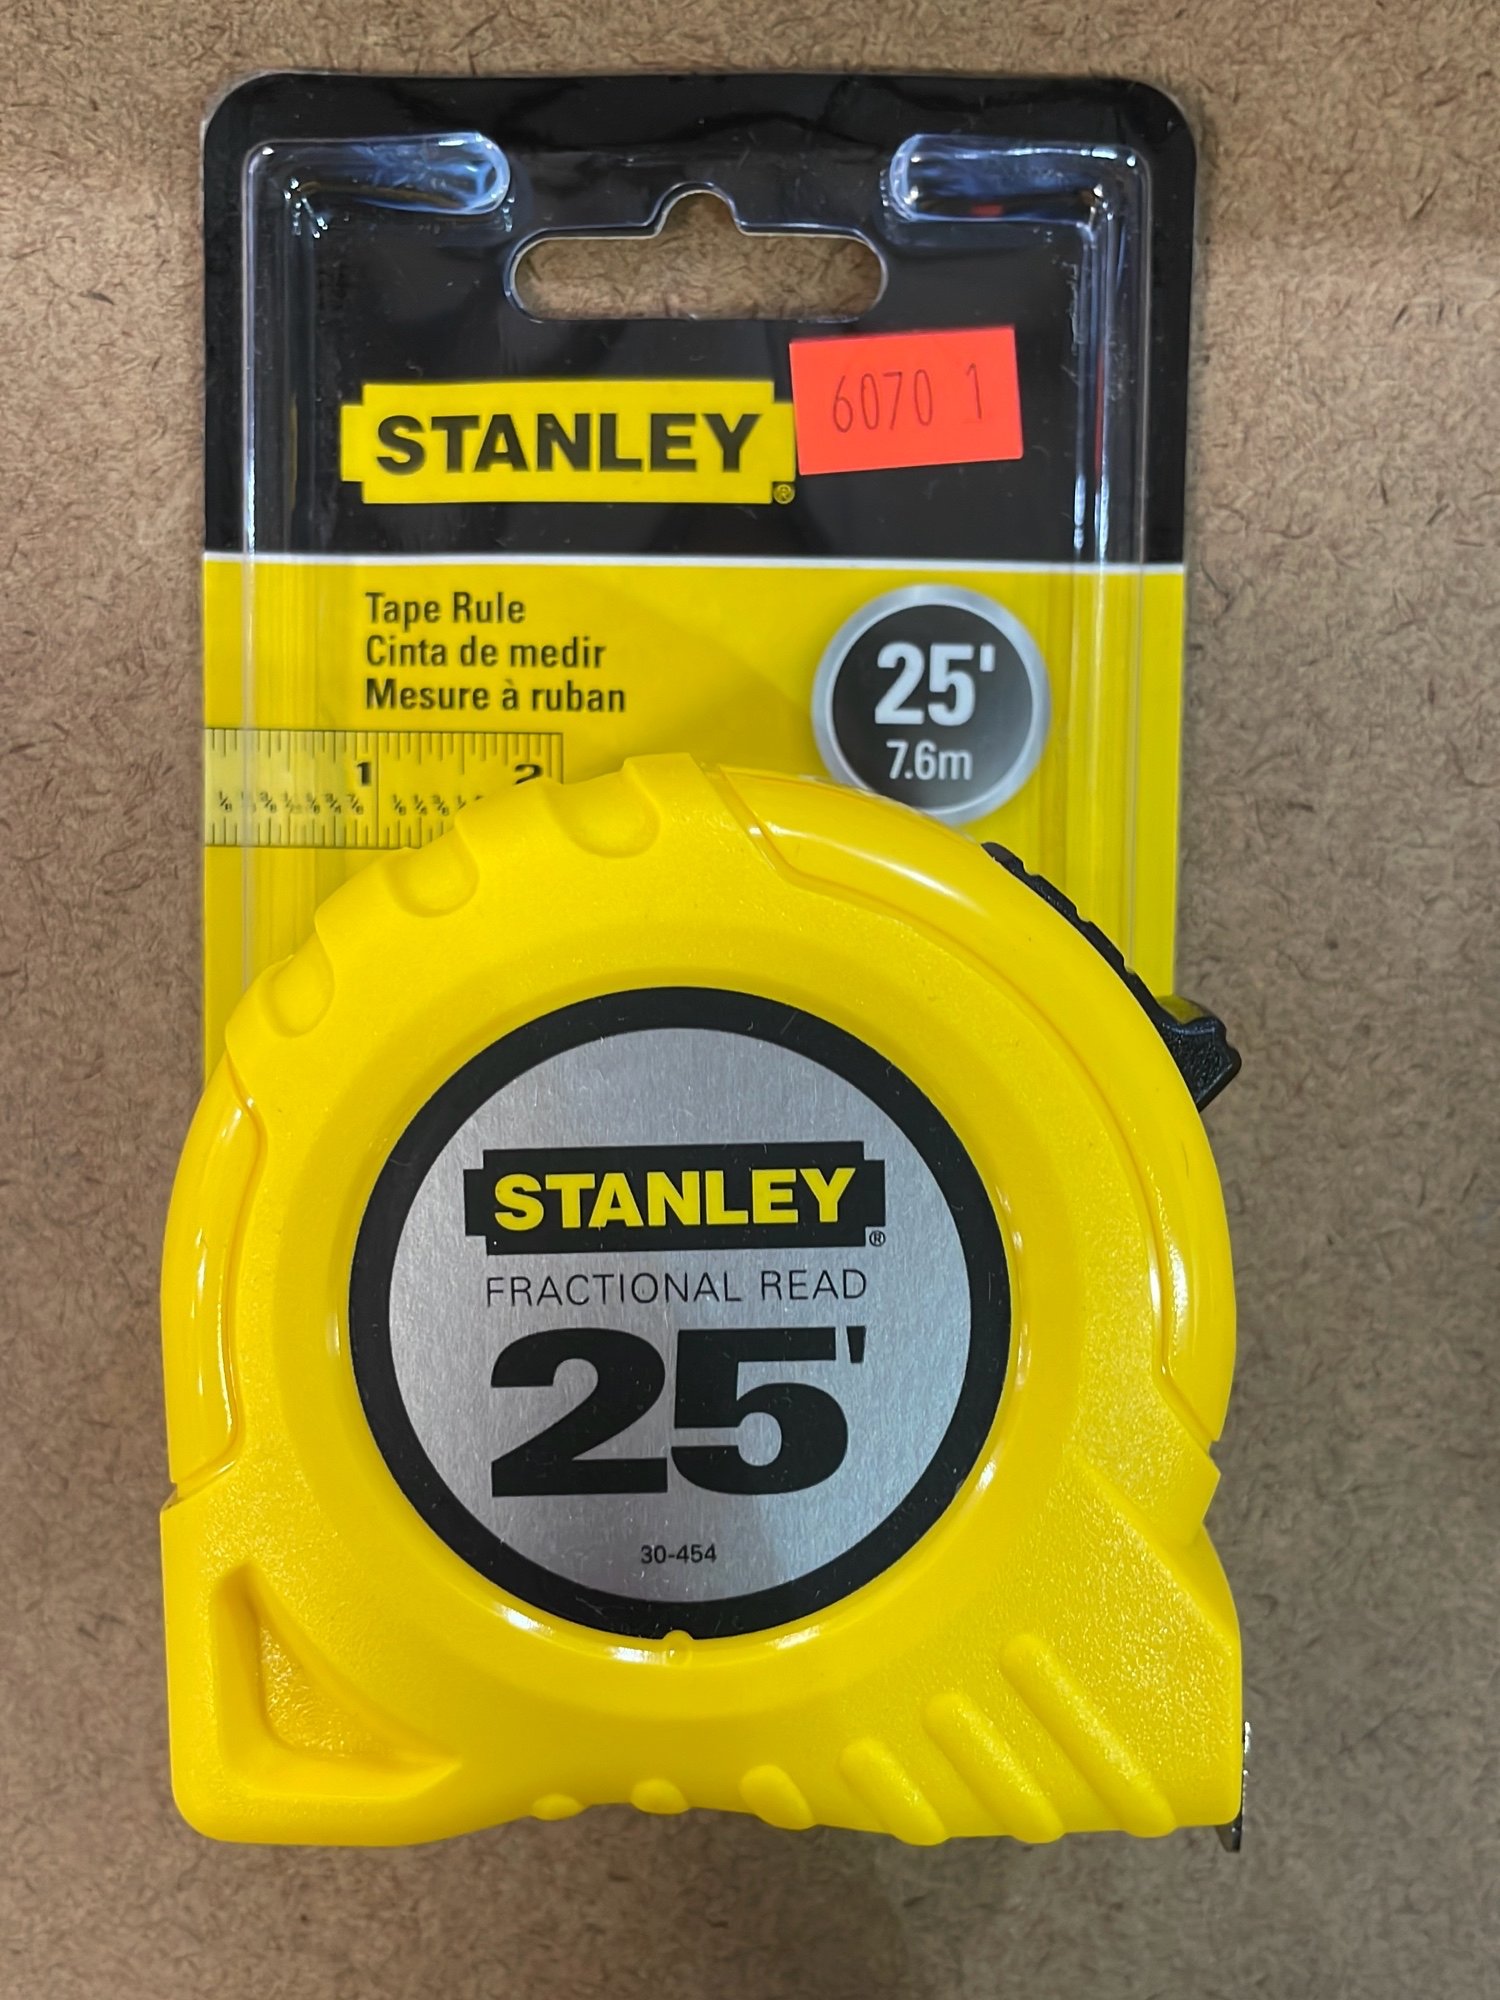 6070 1
STANLEY®
Tape Rule
Cinta de medir
Mesure à ruban
25'
7.6m
1 2
STANLEY®
FRACTIONAL READ
25'
30-454